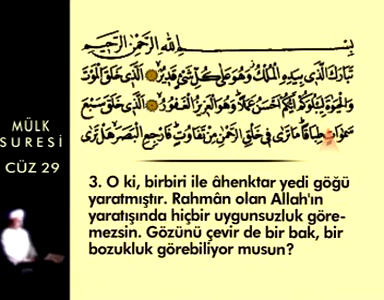 بِسْــــــمِ اللهِ الرَّحْمٰنِ الرَّحِيمِ
تَبَارَكَ الَّذِي بِيَدِهِ الْمُلْكُ وَهُوَ عَلٰى كُلِّ شَيْءٍ قَدِيرٌ ۞ الَّذِي خَلَقَ الْمَوْتَ
وَالْحَيٰوةَ لِيَبْلُوَكُمْ اَيُّكُمْ اَحْسَنُ عَمَلًا وَهُوَ الْعَزِيزُ الْغَفُورُ ۞ الَّذِي خَلَقَ سَبْعَ
سَمٰوَاتٍ طِبَاقًا مَا تَرٰى فِي خَلْقِ الرَّحْمٰنِ مِنْ تَفَاوُتٍ فَارْجِعِ الْبَصَرَ هَلْ تَرٰى
MÜLK
SURESİ
CÜZ 29
3. O ki, birbiri ile âhenktar yedi göğü
yaratmıştır. Rahmân olan Allah'ın
yaratışında hiçbir uygunsuzluk göre-
mezsin. Gözünü çevir de bir bak, bir
bozukluk görebiliyor musun?